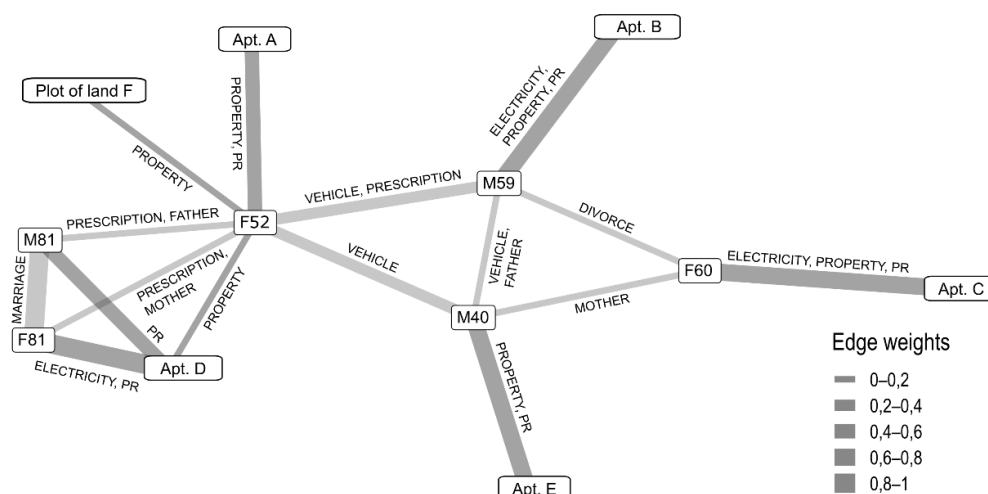 Apt. A
Apt. B
Plot of land F
PROPERTY, PR
ELECTRICITY,
PROPERTY, PR
PROPERTY
VEHICLE, PRESCRIPTION
M59
PRESCRIPTION, FATHER
F52
DIVORCE
M81
VEHICLE
VEHICLE,
FATHER
ELECTRICITY, PROPERTY, PR
F60
MARRIAGE
PRESCRIPTION,
MOTHER
PROPERTY
Apt. C
MOTHER
M40
F81
PR
Apt. D
ELECTRICITY, PR
PROPERTY, PR
Apt. E
Edge weights
0–0,2
0,2–0,4
0,4–0,6
0,6–0,8
0,8–1